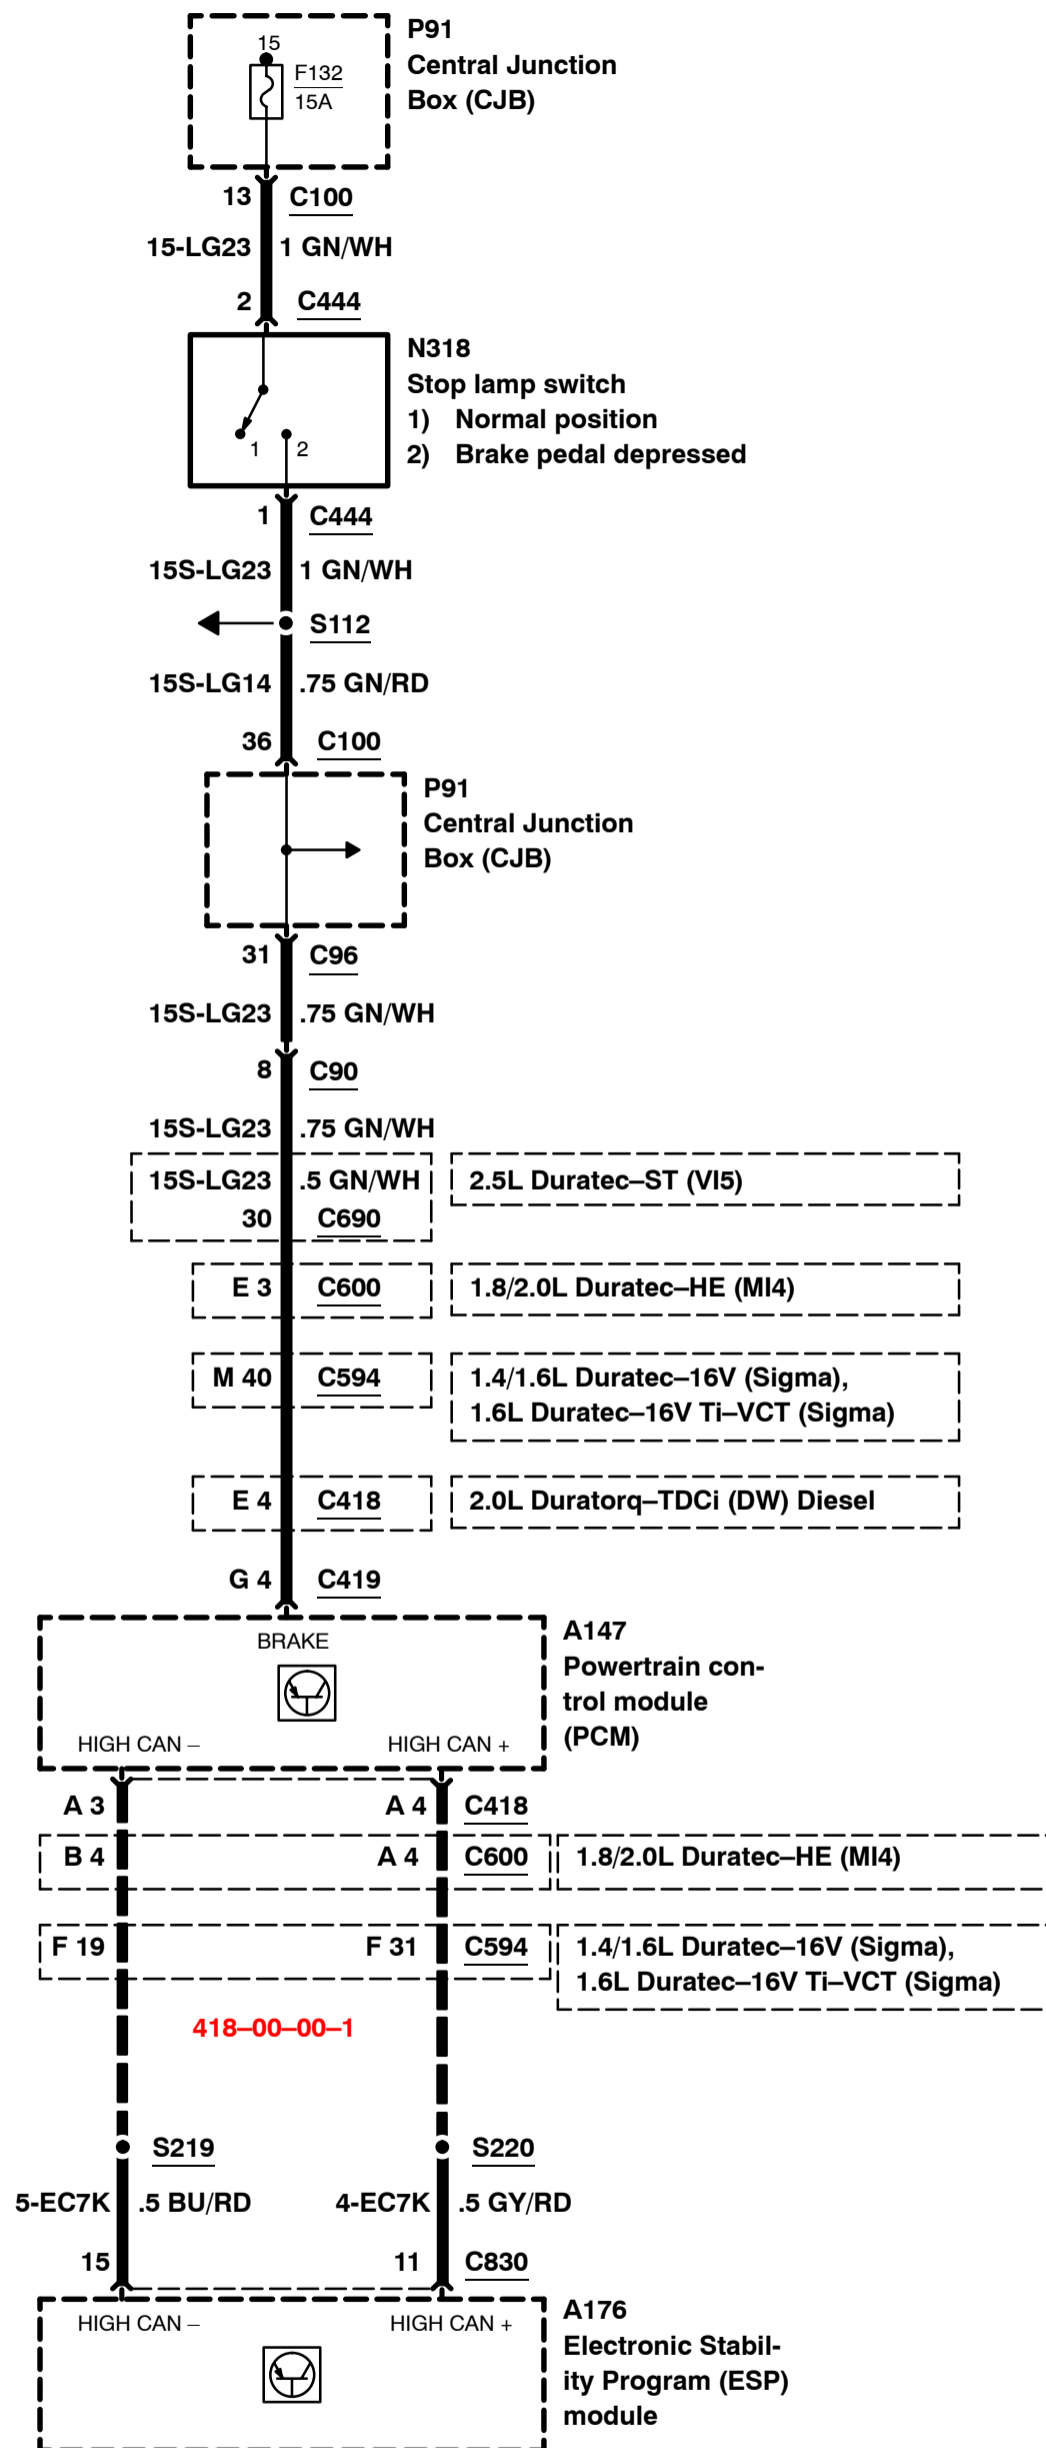 P91
15
Central Junction
F132
15A
Box (CJB)
13 C100
15-LG23 1 GN/WH
2 C444
N318
Stop lamp switch
1) Normal position
2) Brake pedal depressed
1 2
1 C444
15S-LG23 1 GN/WH
S112
15S-LG14 .75 GN/RD
36 C100
P91
Central Junction
Box (CJB)
31 C96
15S-LG23 .75 GN/WH
8 C90
15S-LG23 .75 GN/WH
15S-LG23 .5 GN/WH 2.5L Duratec–ST (VI5)
30 C690
E 3 C600 1.8/2.0L Duratec–HE (MI4)
M 40 C594 1.4/1.6L Duratec–16V (Sigma),
1.6L Duratec–16V Ti–VCT (Sigma)
E 4 C418 2.0L Duratorq–TDCi (DW) Diesel
G 4 C419
A147
BRAKE
Powertrain con-
trol module
(PCM)
HIGH CAN – HIGH CAN +
A 3 A 4 C418
B 4 A 4 C600 1.8/2.0L Duratec–HE (MI4)
F 19 F 31 C594 1.4/1.6L Duratec–16V (Sigma),
1.6L Duratec–16V Ti–VCT (Sigma)
418–00–00–1
S219 S220
5-EC7K .5 BU/RD 4-EC7K .5 GY/RD
15 11 C830
A176
HIGH CAN – HIGH CAN +
Electronic Stabil-
ity Program (ESP)
module